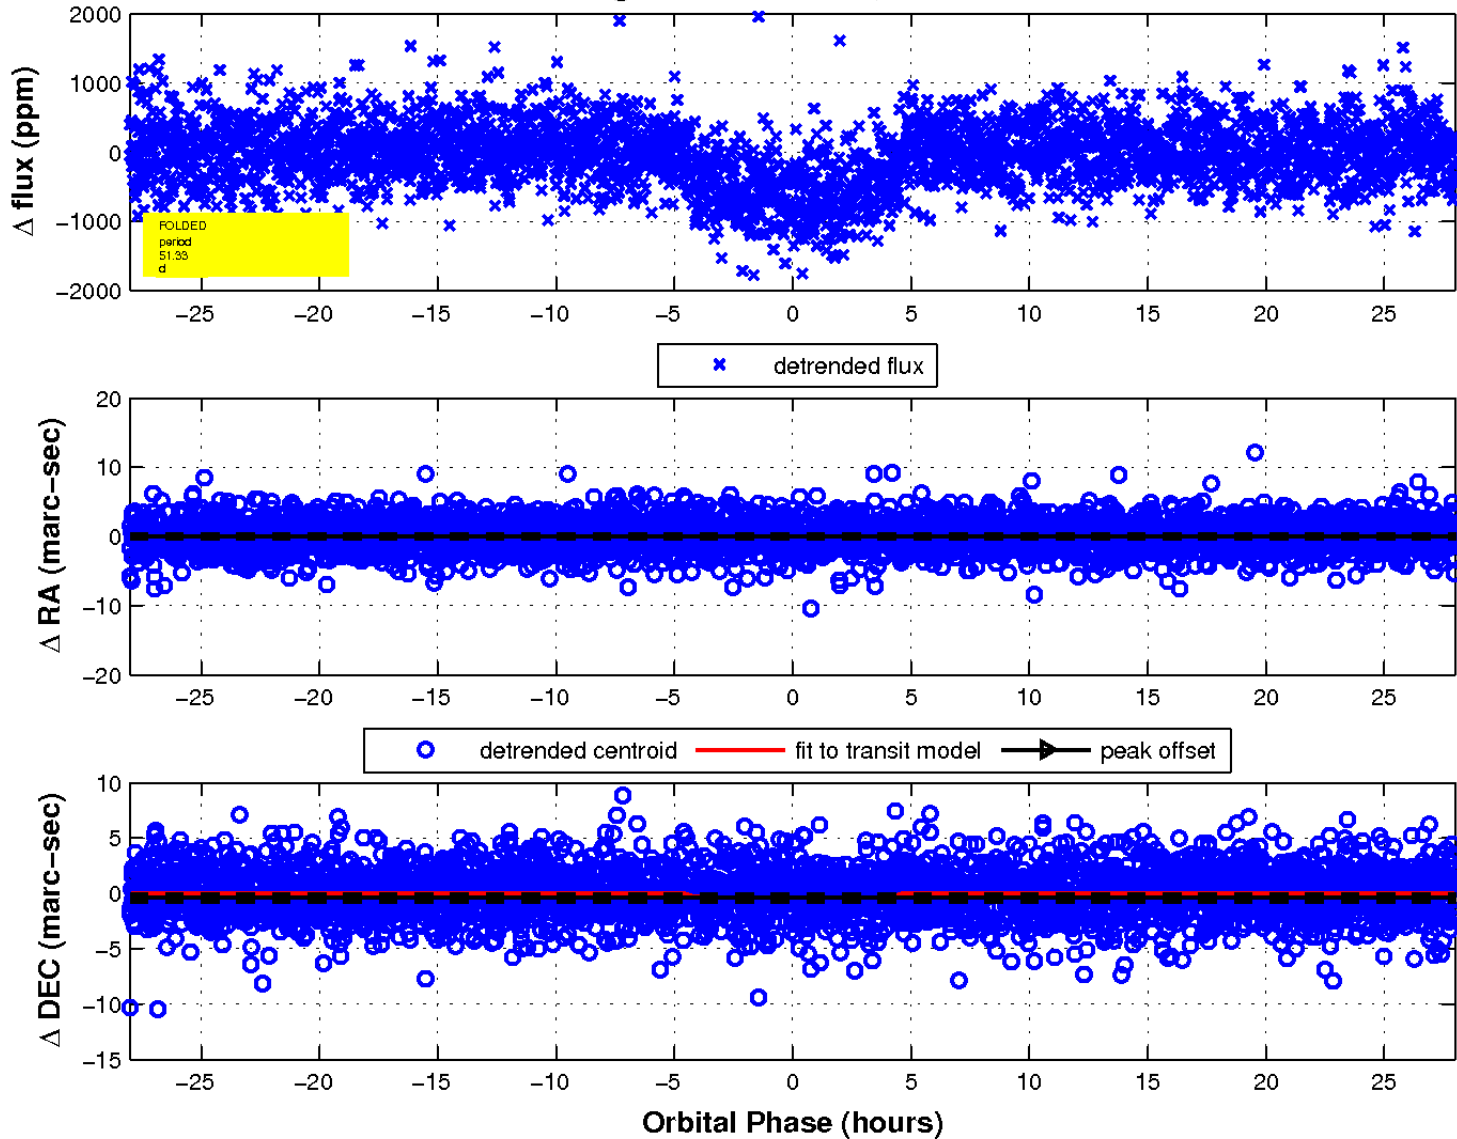 2000
1000
0
−1000
−2000
Δ flux (ppm)
FOLDED
period
51.33
d
−25 −20 −15 −10 −5 0 5 10 15 20 25
detrended flux
20
10
0
−10
−20
Δ RA (marc−sec)
−25 −20 −15 −10 −5 0 5 10 15 20 25
detrended centroid fit to transit model peak offset
10
5
0
−5
−10
−15
Δ DEC (marc−sec)
−25 −20 −15 −10 −5 0 5 10 15 20 25
Orbital Phase (hours)